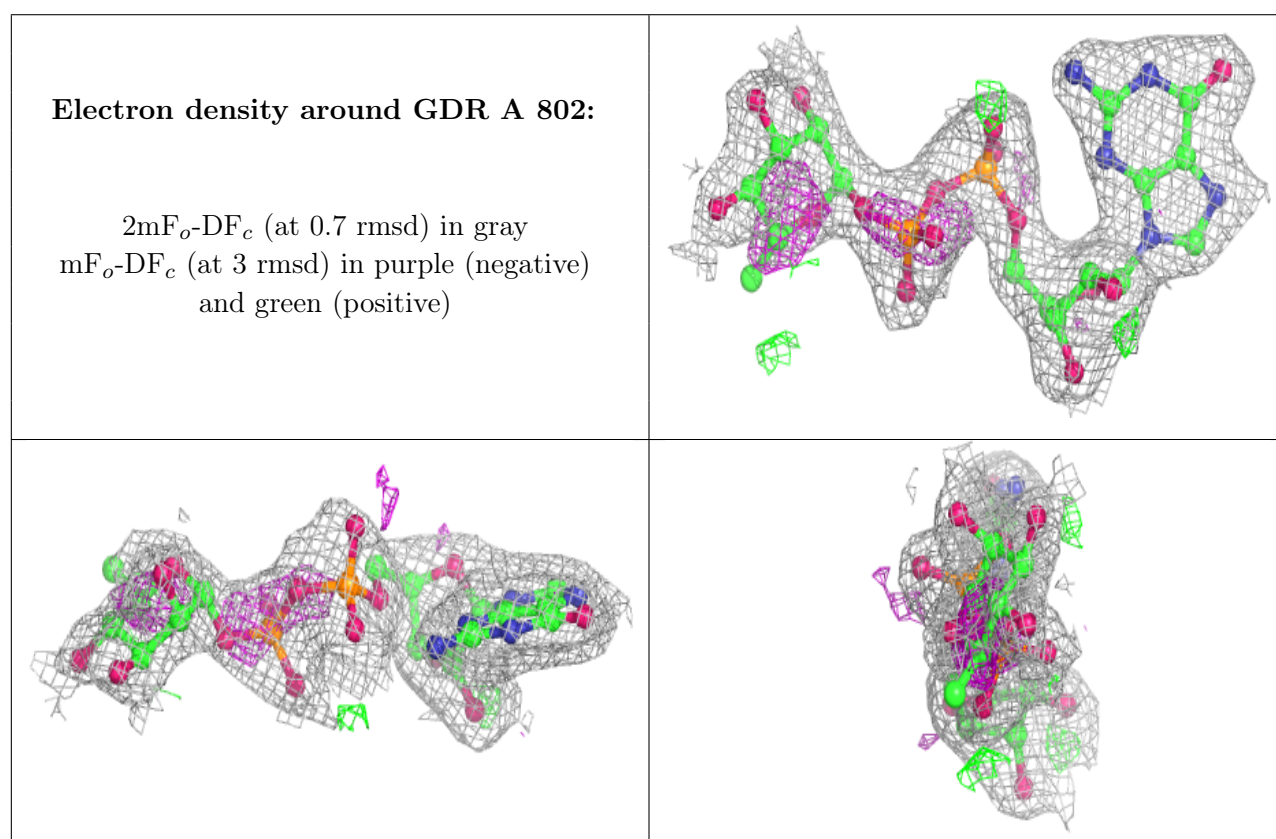 Electron density around GDR A 802:
2mFₒ-DF𝒸 (at 0.7 rmsd) in gray
mFₒ-DF𝒸 (at 3 rmsd) in purple (negative)
and green (positive)